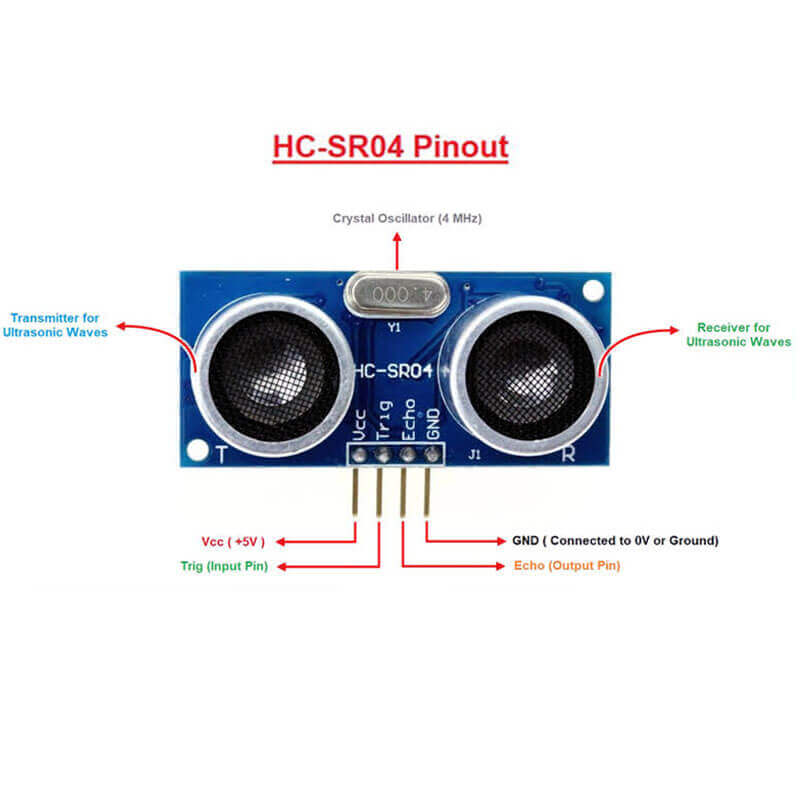 HC-SR04 Pinout
Crystal Oscillator (4 MHz)
4.000
Y1
Transmitter for
Ultrasonic Waves
Receiver for
Ultrasonic Waves
HC-SR04
Vcc
Trig
Echo
GND
T
J1
R
Vcc ( +5V )
GND ( Connected to 0V or Ground)
Trig (Input Pin)
Echo (Output Pin)